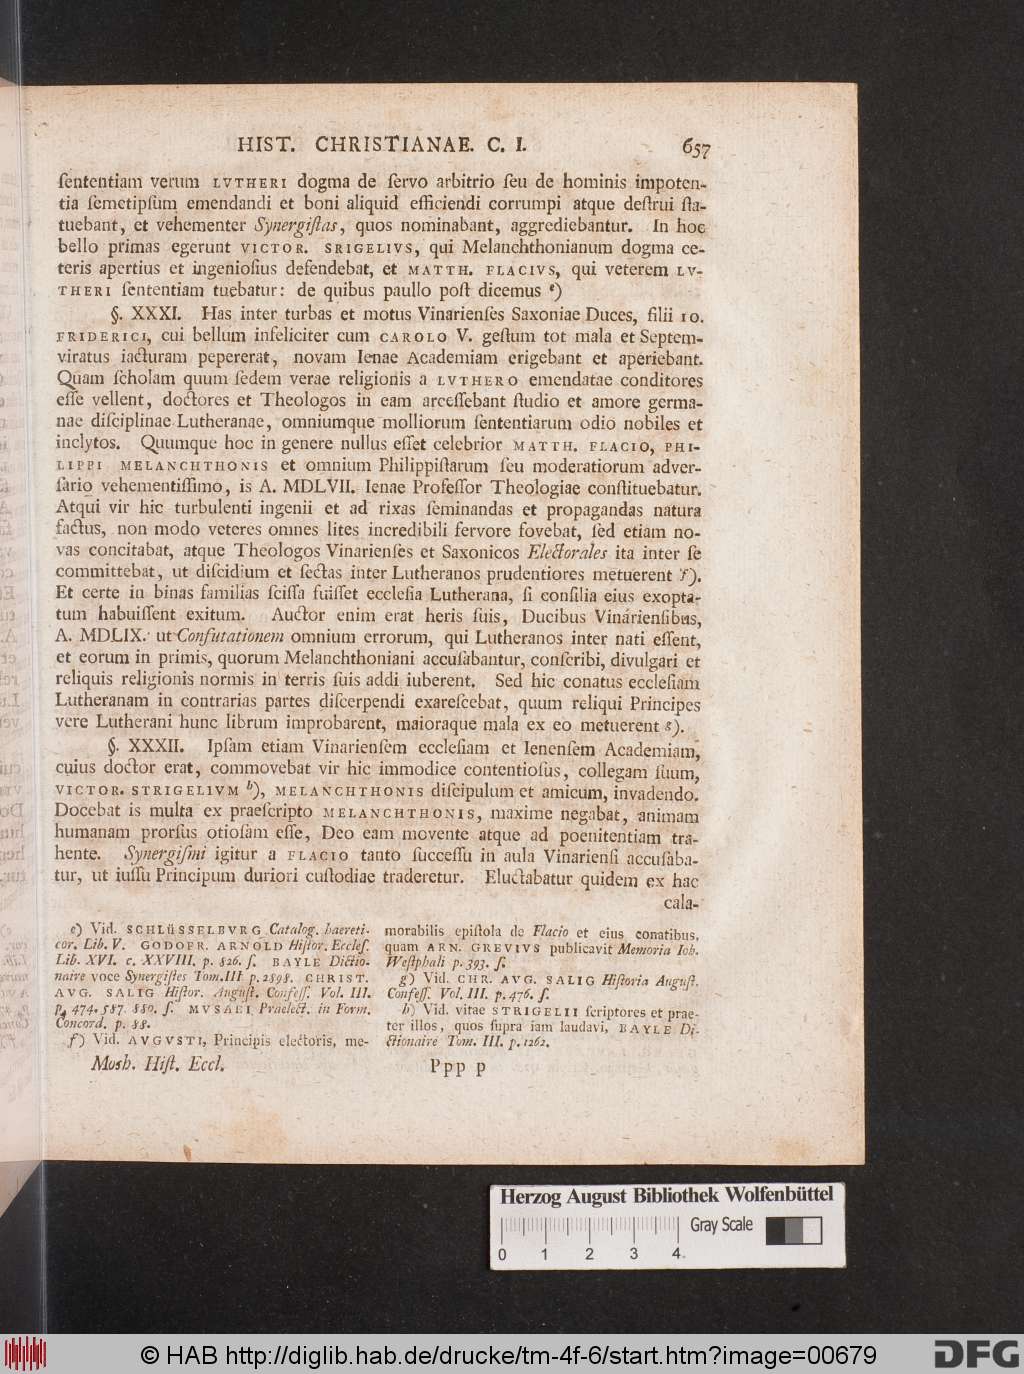 HIST. CHRISTIANAE. C. I. 657
ſententiam verum LVTHERI dogma de ſervo arbitrio ſeu de hominis impoten-
tia ſemetipſum emendandi et boni aliquid efficiendi corrumpi atque deſtrui ſta-
tuebant, et vehementer Synergiſtas, quos nominabant, aggrediebantur. In hoc
bello primas egerunt VICTOR. SRIGELIVS, qui Melanchthonianum dogma ce-
teris apertius et ingenioſius defendebat, et MATTH. FLACIVS, qui veterem LV-
THERI ſententiam tuebatur: de quibus paullo poſt dicemus e)
§. XXXI. Has inter turbas et motus Vinarienſes Saxoniae Duces, filii IO.
FRIDERICI, cui bellum infeliciter cum CAROLO V. geſtum tot mala et Septem-
viratus iacturam pepererat, novam Ienae Academiam erigebant et aperiebant.
Quam ſcholam quum ſedem verae religionis a LVTHERO emendatae conditores
eſſe vellent, doctores et Theologos in eam arceſſebant ſtudio et amore germa-
nae diſciplinae Lutheranae, omniumque molliorum ſententiarum odio nobiles et
inclytos. Quumque hoc in genere nullus eſſet celebrior MATTH. FLACIO, PHI-
LIPPI MELANCHTHONIS et omnium Philippiſtarum ſeu moderatiorum adver-
ſario vehementiſſimo, is A. MDLVII. Ienae Profeſſor Theologiae conſtituebatur.
Atqui vir hic turbulenti ingenii et ad rixas ſeminandas et propagandas natura
factus, non modo veteres omnes lites incredibili fervore fovebat, ſed etiam no-
vas concitabat, atque Theologos Vinarienſes et Saxonicos Electorales ita inter ſe
committebat, ut diſcidium et ſectas inter Lutheranos prudentiores metuerent f).
Et certe in binas familias ſciſſa fuiſſet eccleſia Lutherana, ſi conſilia eius exopta-
tum habuiſſent exitum. Auctor enim erat heris ſuis, Ducibus Vinarienſibus,
A. MDLIX. ut Confutationem omnium errorum, qui Lutheranos inter nati eſſent,
et eorum in primis, quorum Melanchthoniani accuſabantur, conſcribi, divulgari et
reliquis religionis normis in terris ſuis addi iuberent. Sed hic conatus eccleſiam
Lutheranam in contrarias partes diſcerpendi exareſcebat, quum reliqui Principes
vere Lutherani hunc librum improbarent, maioraque mala ex eo metuerent g).
§. XXXII. Ipſam etiam Vinarienſem eccleſiam et Ienenſem Academiam,
cuius doctor erat, commovebat vir hic immodice contentioſus, collegam ſuum,
VICTOR. STRIGELIVM h), MELANCHTHONIS diſcipulum et amicum, invadendo.
Docebat is multa ex praeſcripto MELANCHTHONIS, maxime negabat, animam
humanam prorſus otioſam eſſe, Deo eam movente atque ad poenitentiam tra-
hente. Synergiſmi igitur a FLACIO tanto ſucceſſu in aula Vinarienſi accuſaba-
tur, ut iuſſu Principum duriori cuſtodiae traderetur. Eluctabatur quidem ex hac
cala-
e) Vid. SCHLÜSSELBVRG Catalog. haereti-
cor. Lib. V. GODOFR. ARNOLD Hiſtor. Eccleſ.
Lib. XVI. c. XXVIII. p. 826. ſ. BAYLE Dictio-
naire voce Synergiſtes Tom. III. p. 2898. CHRIST.
AVG. SALIG Hiſtor. Auguſt. Confeſſ. Vol. III.
p. 474. 587. 880. ſ. MVSAEI Praelect. in Form.
Concord. p. 88.
f) Vid. AVGVSTI, Principis electoris, me-
morabilis epiſtola de Flacio et eius conatibus,
quam ARN. GREVIVS publicavit Memoria Ioh.
Weſtphali p. 393. ſ.
g) Vid. CHR. AVG. SALIG Hiſtoria Auguſt.
Confeſſ. Vol. III. p. 476. ſ.
h) Vid. vitae STRIGELII ſcriptores et prae-
ter illos, quos ſupra iam laudavi, BAYLE Di-
ctionaire Tom. III. p. 1262.
Mosh. Hiſt. Eccl. Ppp p
Herzog August Bibliothek Wolfenbüttel
Gray Scale
0 1 2 3 4
© HAB http://diglib.hab.de/drucke/tm-4f-6/start.htm?image=00679
DFG